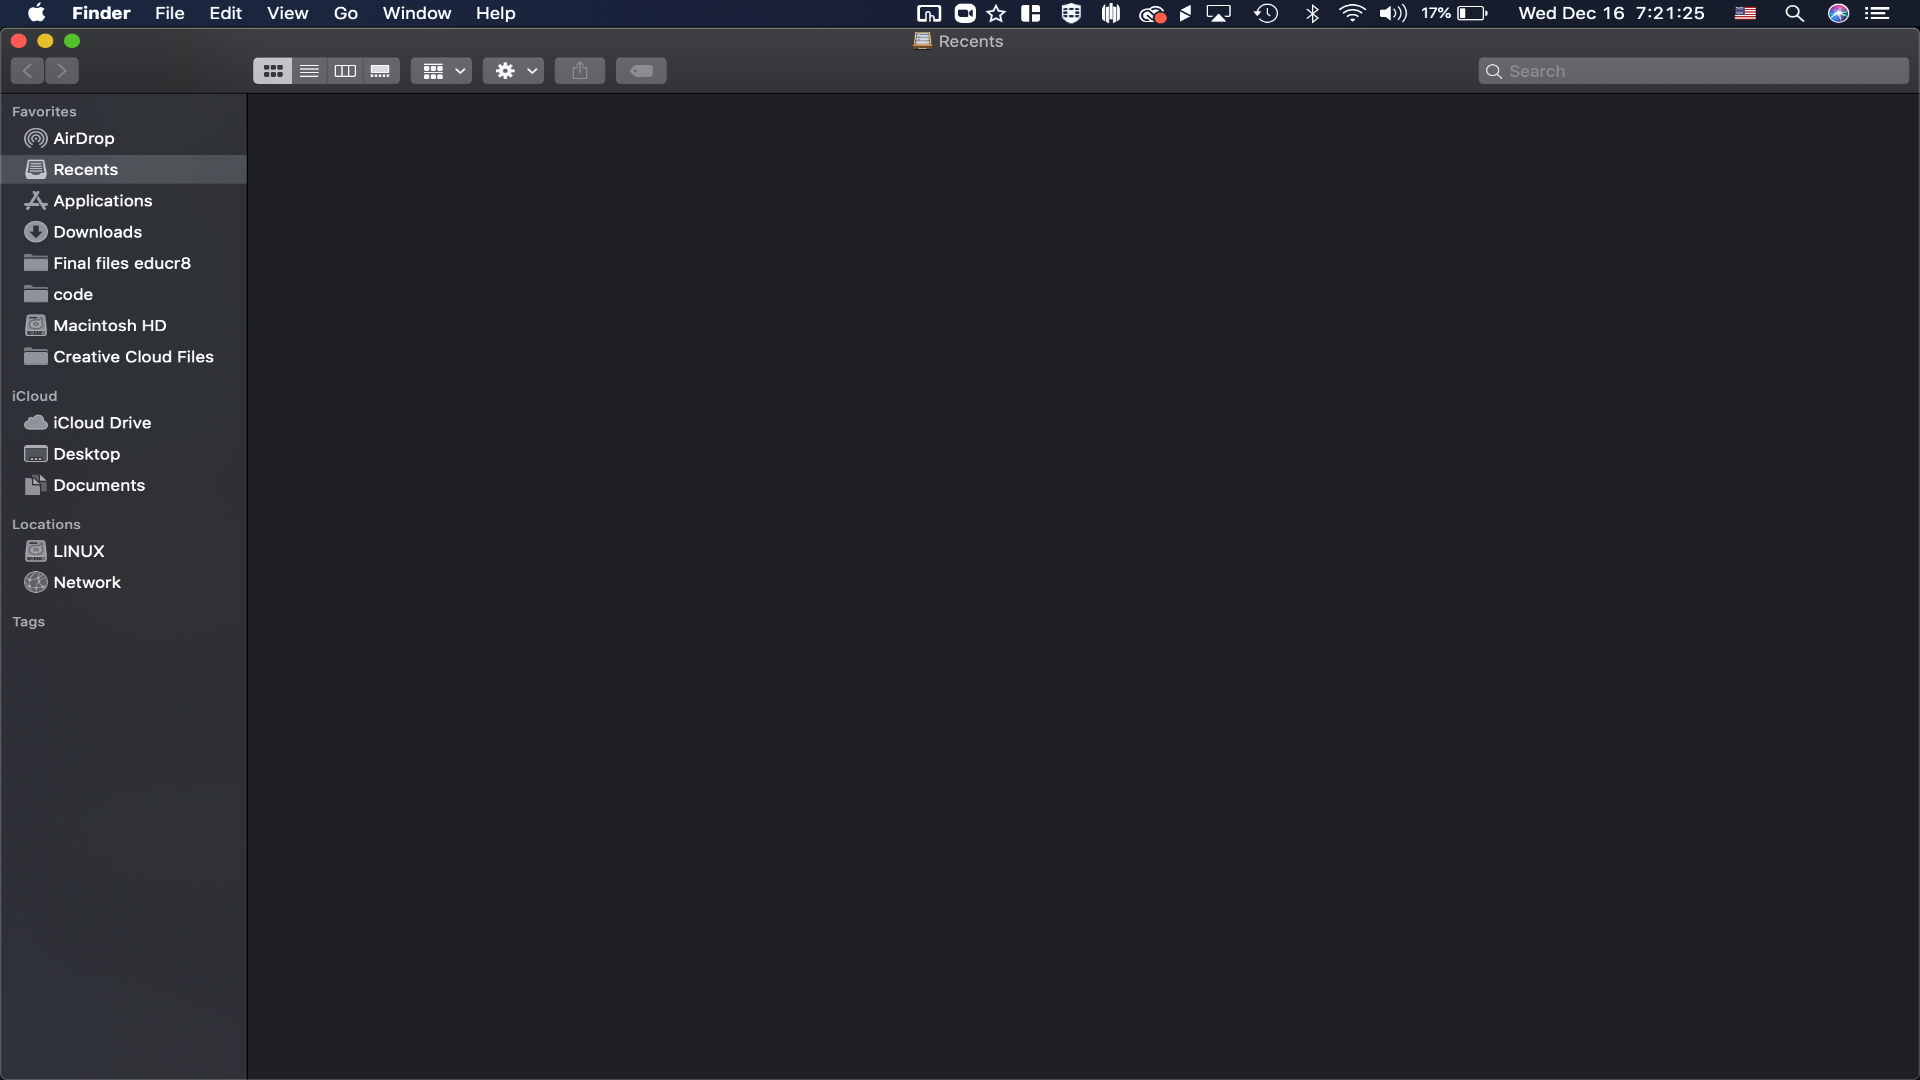 Finder File Edit View Go Window Help 17% Wed Dec 16 7:21:25
Recents
Search
Favorites
AirDrop
Recents
Applications
Downloads
Final files educr8
code
Macintosh HD
Creative Cloud Files
iCloud
iCloud Drive
Desktop
Documents
Locations
LINUX
Network
Tags